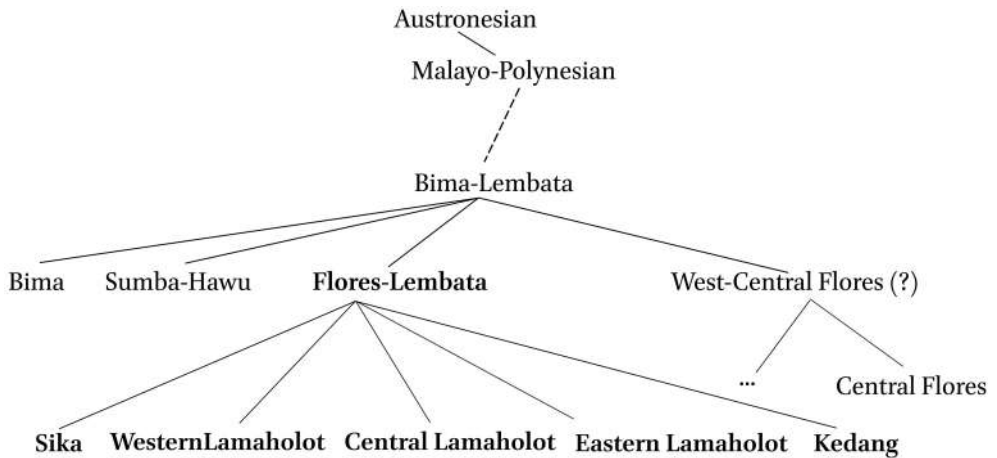 Austronesian
Malayo-Polynesian
Bima-Lembata
Bima Sumba-Hawu Flores-Lembata West-Central Flores (?)
... Central Flores
Sika WesternLamaholot Central Lamaholot Eastern Lamaholot Kedang